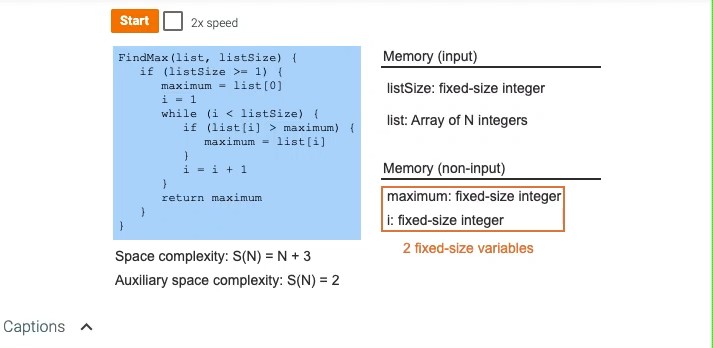 Start 2x speed
FindMax(list, listSize) {
if (listSize >= 1) {
maximum = list[0]
i = 1
while (i < listSize) {
if (list[i] > maximum) {
maximum = list[i]
}
i = i + 1
}
return maximum
}
}
Space complexity: S(N) = N + 3
Auxiliary space complexity: S(N) = 2
Memory (input)
listSize: fixed-size integer
list: Array of N integers
Memory (non-input)
maximum: fixed-size integer
i: fixed-size integer
2 fixed-size variables
Captions